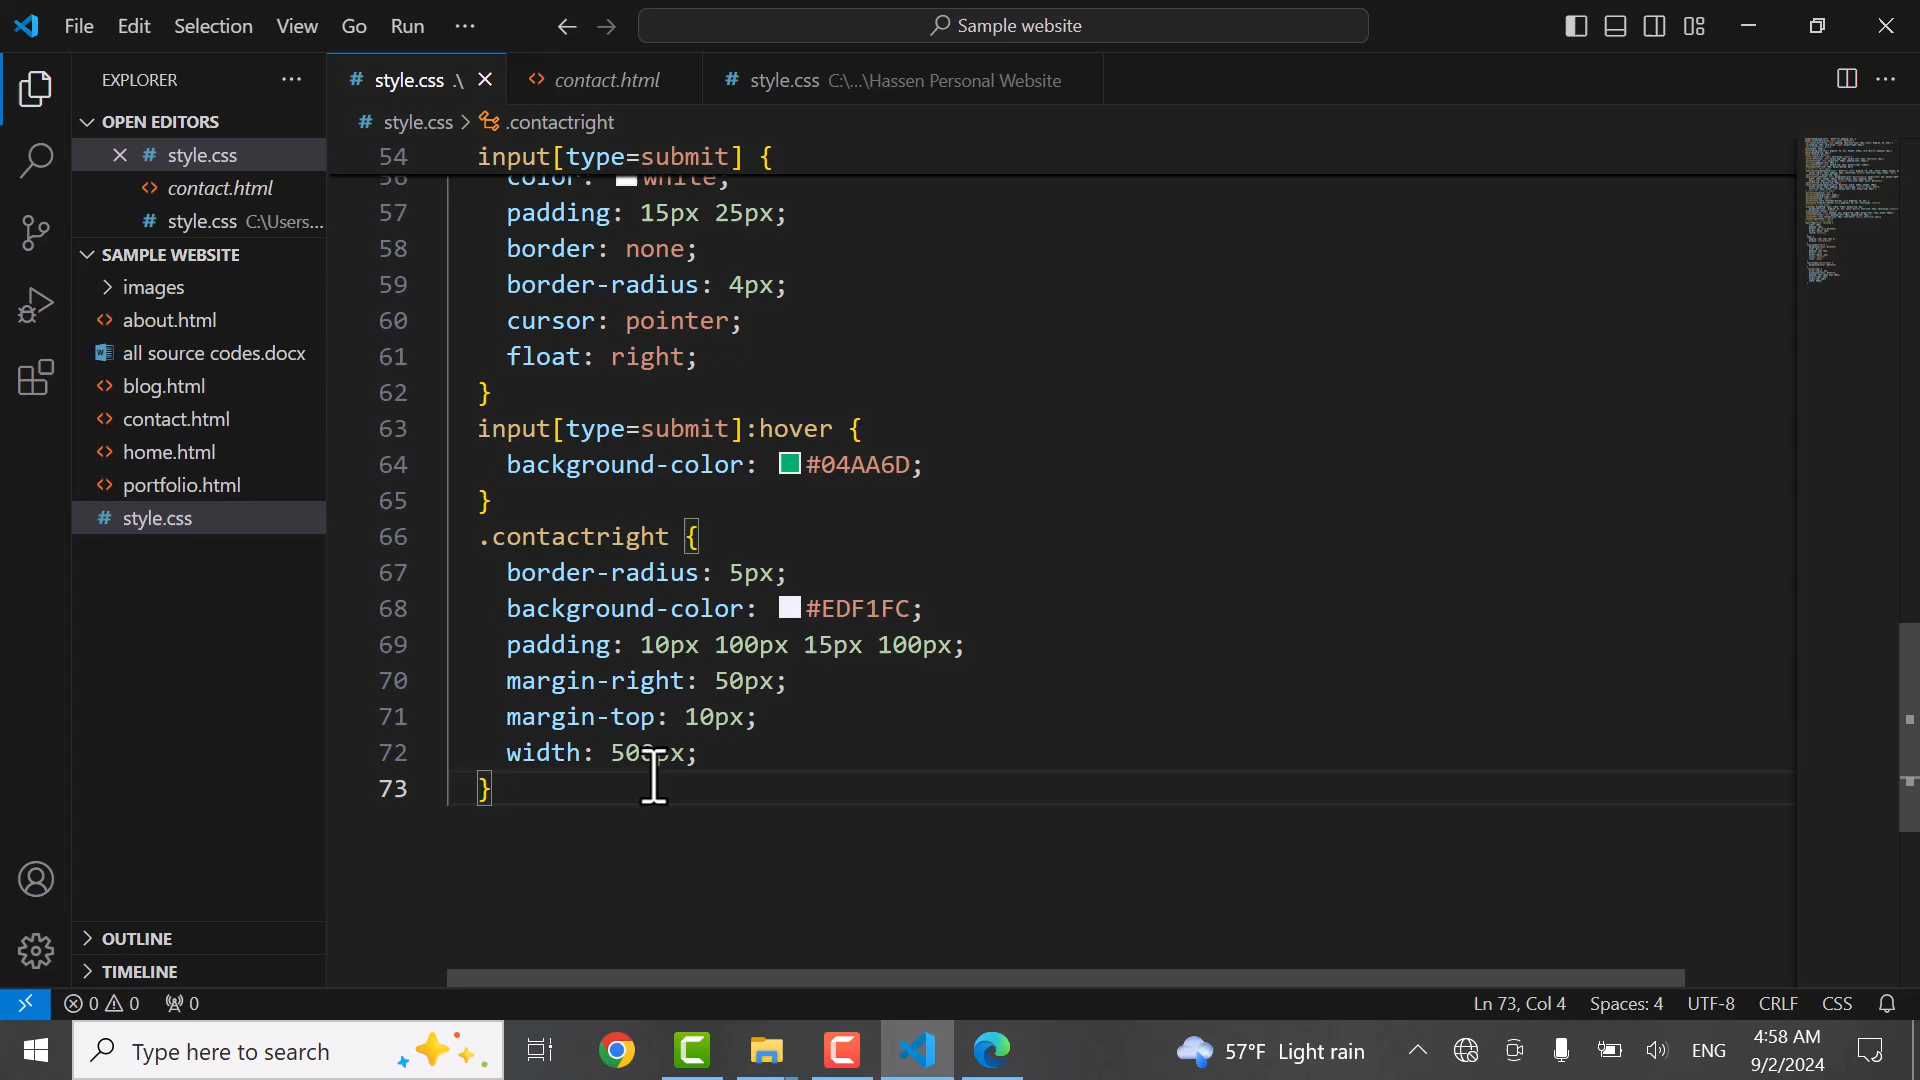 File Edit Selection View Go Run ··· Sample website
EXPLORER ···
# style.css .\
<> contact.html
# style.css C:\...\Hassen Personal Website
OPEN EDITORS
# style.css
<> contact.html
# style.css C:\Users...
SAMPLE WEBSITE
images
<> about.html
all source codes.docx
<> blog.html
<> contact.html
<> home.html
<> portfolio.html
# style.css
OUTLINE
TIMELINE
# style.css > .contactright
54 input[type=submit] {
56 color: white;
57 padding: 15px 25px;
58 border: none;
59 border-radius: 4px;
60 cursor: pointer;
61 float: right;
62 }
63 input[type=submit]:hover {
64 background-color: #04AA6D;
65 }
66 .contactright {
67 border-radius: 5px;
68 background-color: #EDF1FC;
69 padding: 10px 100px 15px 100px;
70 margin-right: 50px;
71 margin-top: 10px;
72 width: 500px;
73 }
0 0 0 Ln 73, Col 4 Spaces: 4 UTF-8 CRLF CSS
Type here to search
57°F Light rain
ENG
4:58 AM
9/2/2024